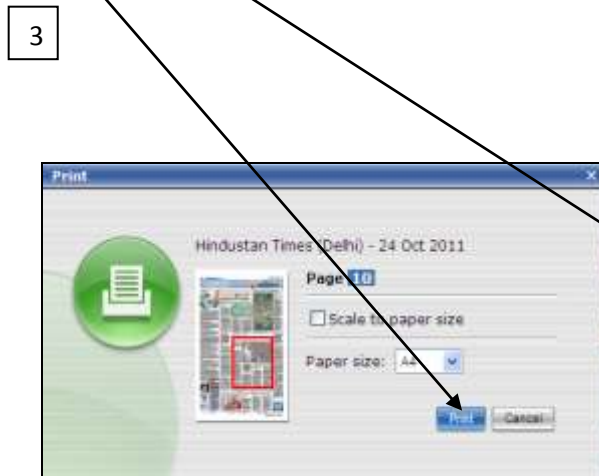 3
Print
Hindustan Times (Delhi) - 24 Oct 2011
Page 10
Scale to paper size
Paper size: A4
Print Cancel